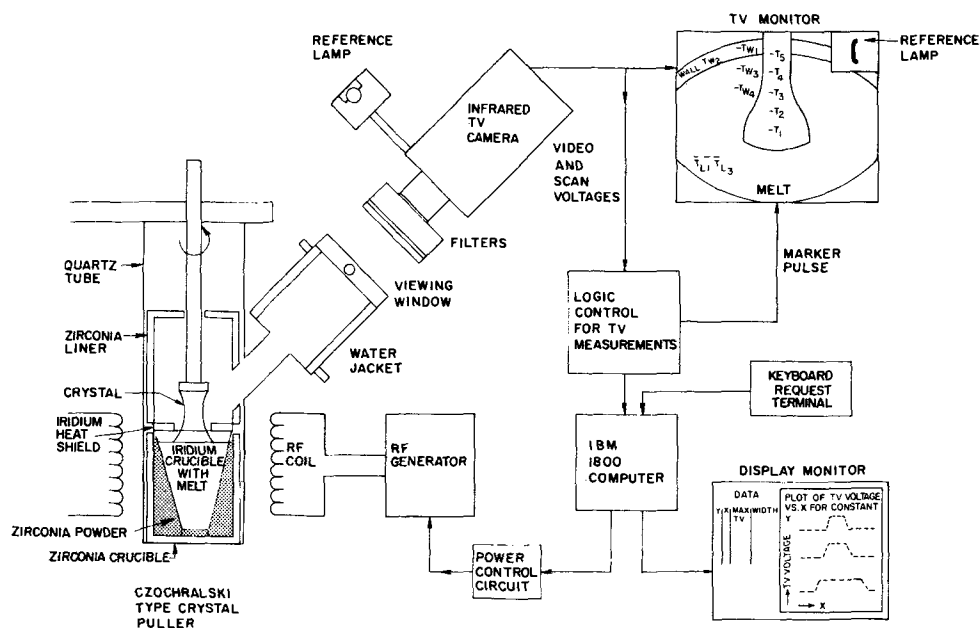 TV MONITOR
REFERENCE
LAMP
REFERENCE
LAMP
INFRARED
TV
CAMERA
WALL TW2
-TW1
-TW3
-TW4
-T5
-T4
-T3
-T2
-T1
TL1 TL3
MELT
VIDEO
AND
SCAN
VOLTAGES
FILTERS
MARKER
PULSE
QUARTZ
TUBE
VIEWING
WINDOW
LOGIC
CONTROL
FOR TV
MEASUREMENTS
ZIRCONIA
LINER
WATER
JACKET
KEYBOARD
REQUEST
TERMINAL
CRYSTAL
IRIDIUM
HEAT
SHIELD
IRIDIUM
CRUCIBLE
WITH
MELT
RF
COIL
RF
GENERATOR
IBM
1800
COMPUTER
DISPLAY MONITOR
DATA
Y X MAX WIDTH
TV
PLOT OF TV VOLTAGE
VS. X FOR CONSTANT
Y
TV VOLTAGE
X
ZIRCONIA POWDER
ZIRCONIA CRUCIBLE
POWER
CONTROL
CIRCUIT
CZOCHRALSKI
TYPE CRYSTAL
PULLER